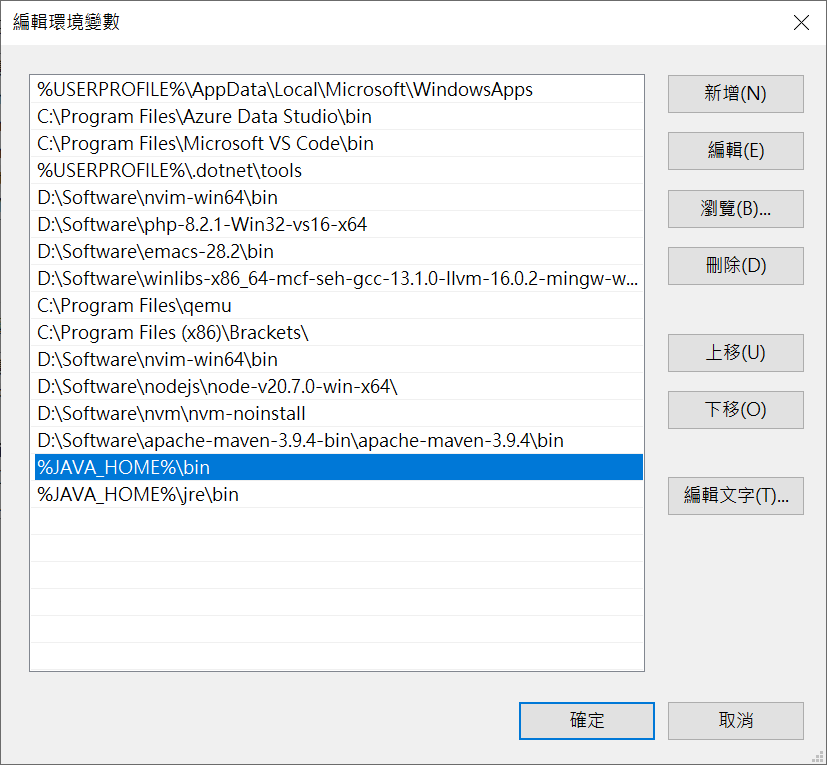 編輯環境變數
%USERPROFILE%\AppData\Local\Microsoft\WindowsApps
C:\Program Files\Azure Data Studio\bin
C:\Program Files\Microsoft VS Code\bin
%USERPROFILE%\.dotnet\tools
D:\Software\nvim-win64\bin
D:\Software\php-8.2.1-Win32-vs16-x64
D:\Software\emacs-28.2\bin
D:\Software\winlibs-x86_64-mcf-seh-gcc-13.1.0-llvm-16.0.2-mingw-w...
C:\Program Files\qemu
C:\Program Files (x86)\Brackets\
D:\Software\nvim-win64\bin
D:\Software\nodejs\node-v20.7.0-win-x64\
D:\Software\nvm\nvm-noinstall
D:\Software\apache-maven-3.9.4-bin\apache-maven-3.9.4\bin
%JAVA_HOME%\bin
%JAVA_HOME%\jre\bin
新增(N)
編輯(E)
瀏覽(B)...
刪除(D)
上移(U)
下移(O)
編輯文字(T)...
確定
取消